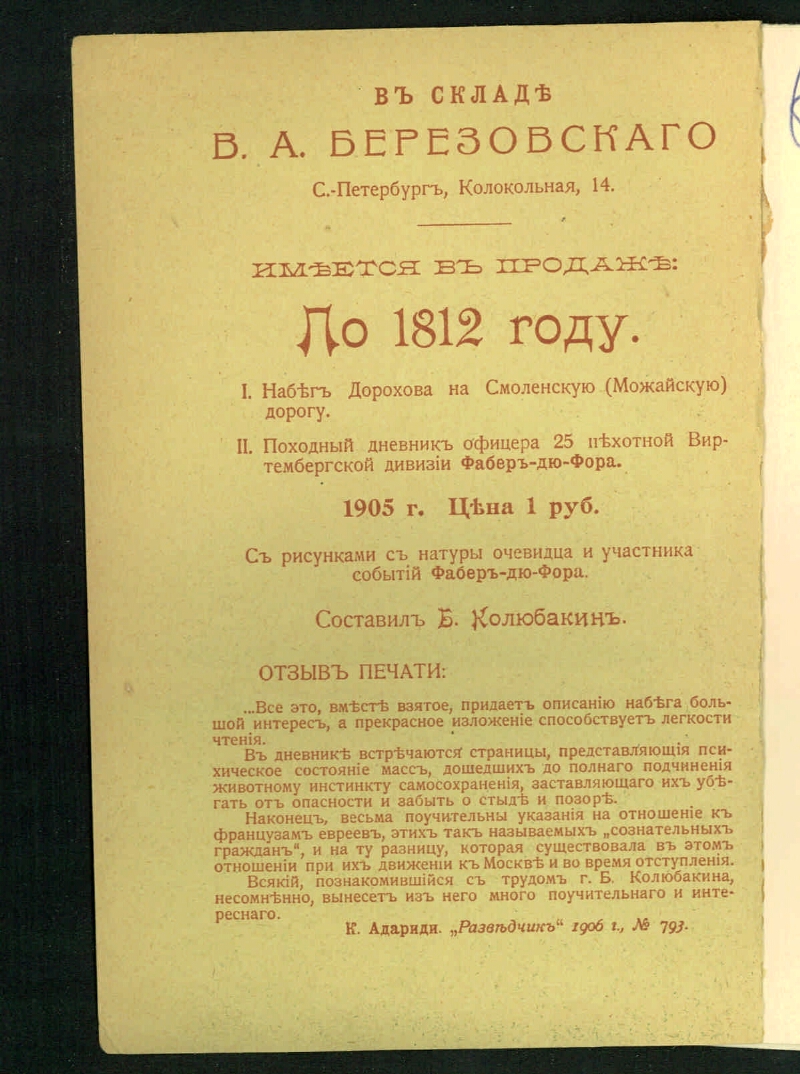 ВЪ СКЛАДѢ
В. А. БЕРЕЗОВСКАГО
С.-Петербургъ, Колокольная, 14.
ИМѢЕТСЯ ВЪ ПРОДАЖѢ:
До 1812 году.
I. Набѣгъ Дорохова на Смоленскую (Можайскую)
дорогу.
II. Походный дневникъ офицера 25 пѣхотной Вир-
тембергской дивизіи Фаберъ-дю-Фора.
1905 г. Цѣна 1 руб.
Съ рисунками съ натуры очевидца и участника
событій Фаберъ-дю-Фора.
Составилъ Б. Колюбакинъ.
ОТЗЫВЪ ПЕЧАТИ:
...Все это, вмѣстѣ взятое, придаетъ описанію набѣга боль-
шой интересъ, а прекрасное изложеніе способствуетъ легкости
чтенія.
Въ дневникѣ встрѣчаются страницы, представляющія пси-
хическое состояніе массъ, дошедшихъ до полнаго подчиненія
животному инстинкту самосохраненія, заставляющаго ихъ убѣ-
гать отъ опасности и забыть о стыдѣ и позорѣ.
Наконецъ, весьма поучительны указанія на отношеніе къ
французамъ евреевъ, этихъ такъ называемыхъ „сознательныхъ
гражданъ“, и на ту разницу, которая существовала въ этомъ
отношеніи при ихъ движеніи къ Москвѣ и во время отступленія.
Всякій, познакомившійся съ трудомъ г. Б. Колюбакина,
несомнѣнно, вынесетъ изъ него много поучительнаго и инте-
реснаго.
К. Адариди. „Развѣдчикъ“ 1906 г., № 793.